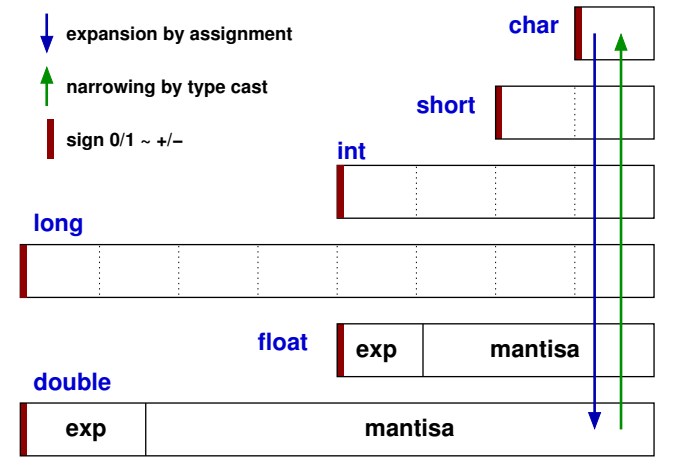 expansion by assignment
narrowing by type cast
sign 0/1 ~ +/−
char
short
int
long
float
exp
mantisa
double
exp
mantisa